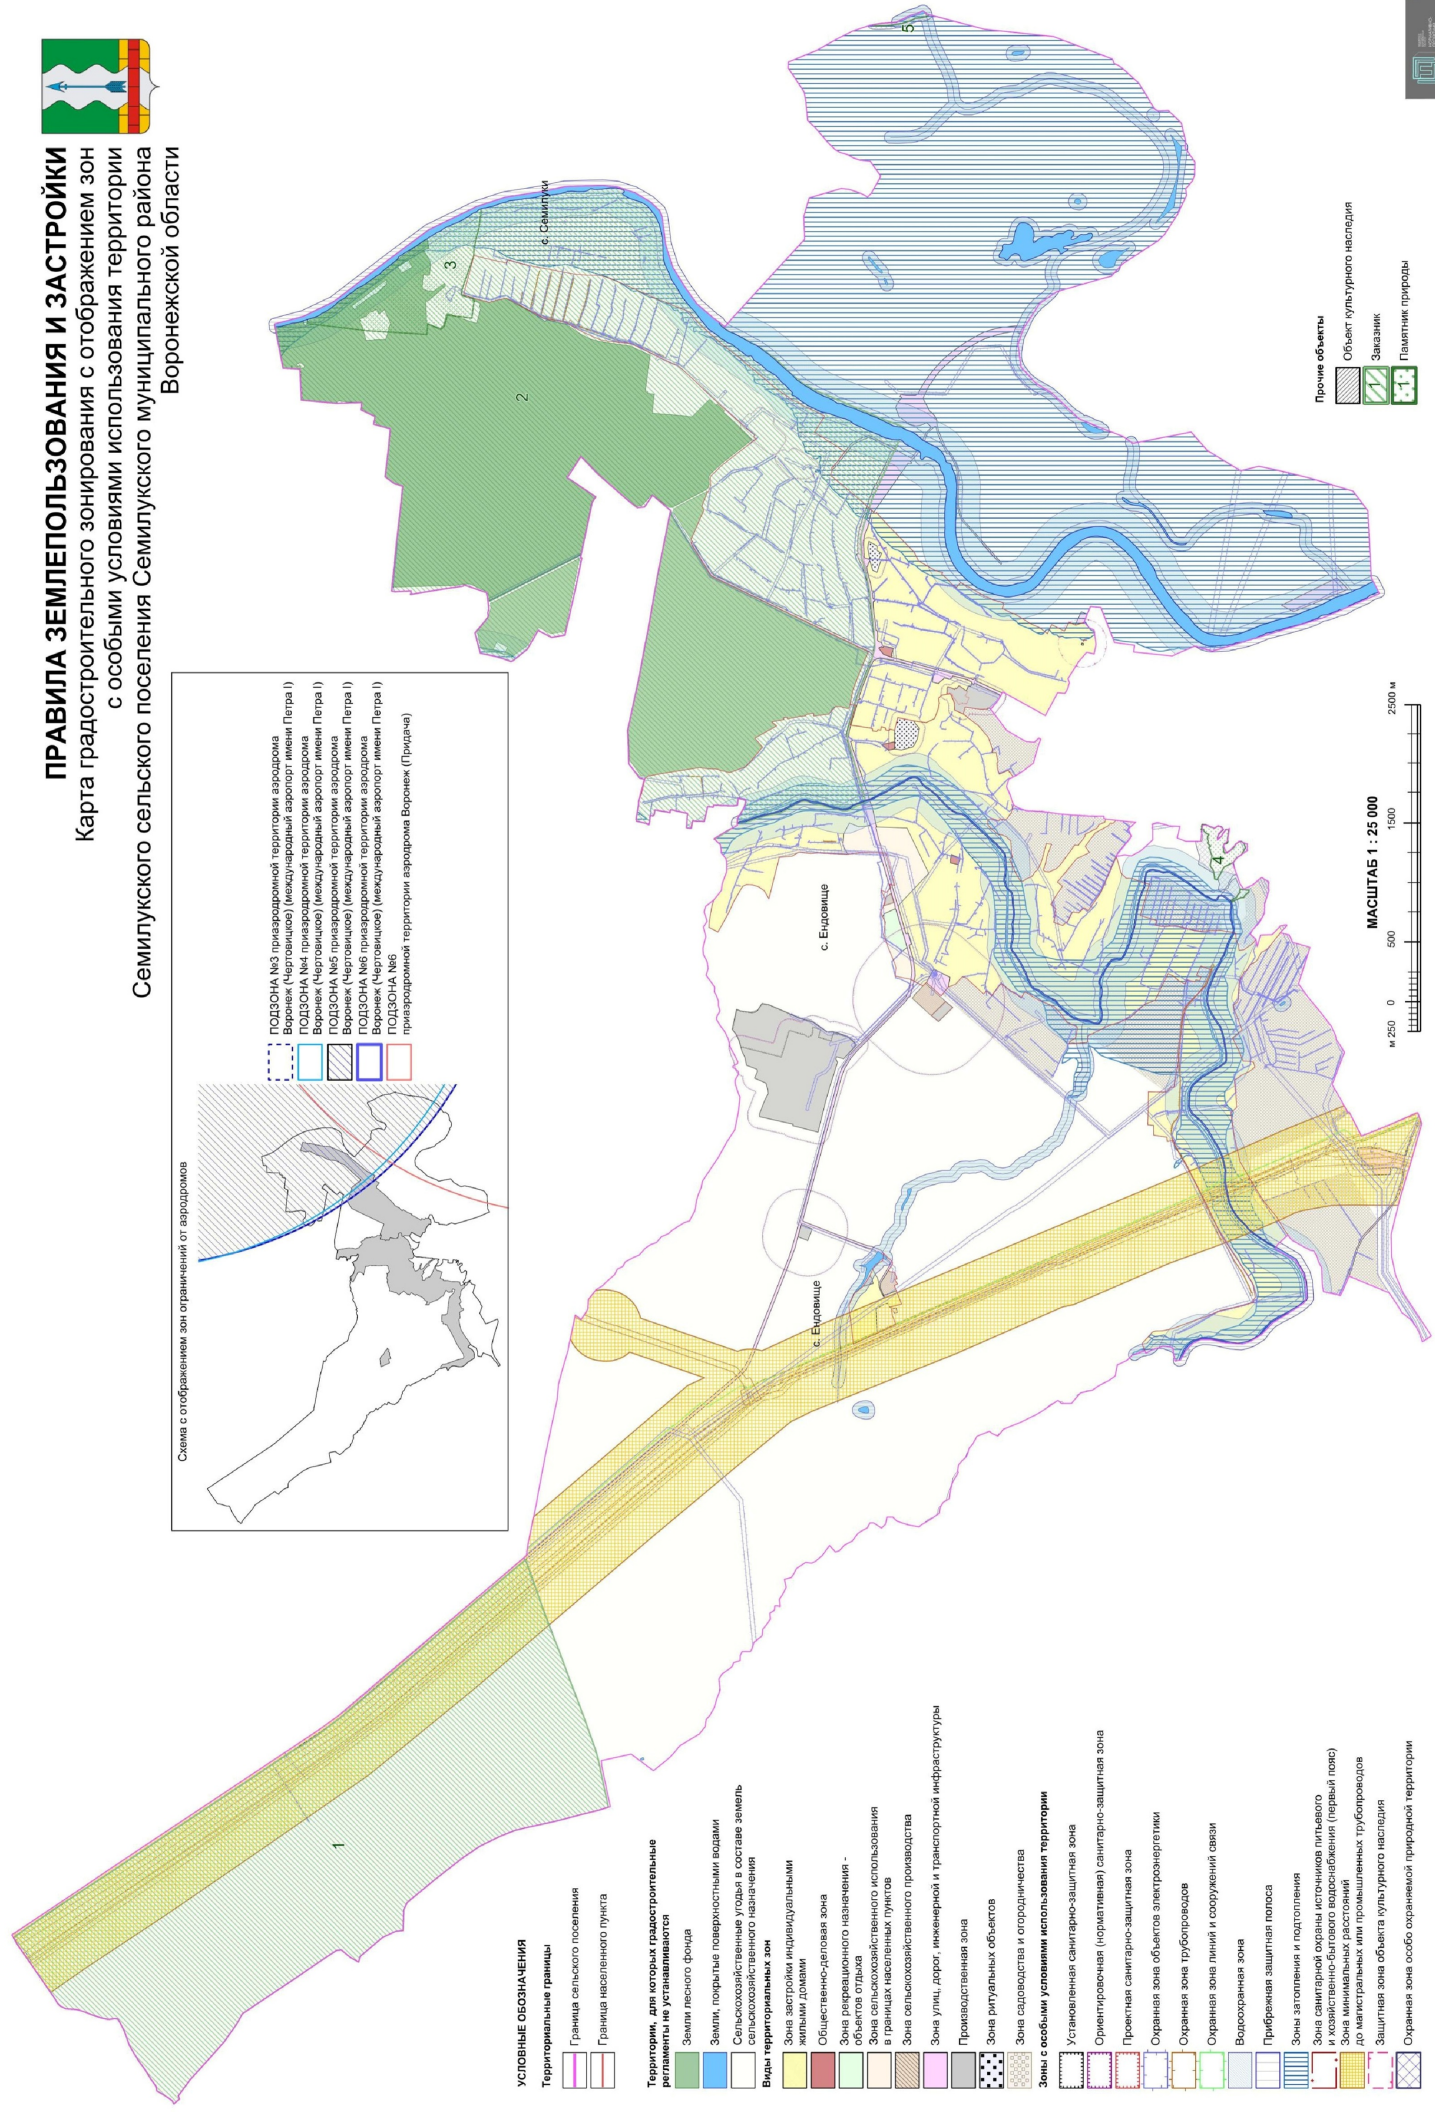 ПРАВИЛА ЗЕМЛЕПОЛЬЗОВАНИЯ И ЗАСТРОЙКИ
Карта градостроительного зонирования с отображением зон
с особыми условиями использования территории
Семилукского сельского поселения Семилукского муниципального района
Воронежской области
Схема с отображением зон ограничений от аэродромов
ПОДЗОНА №3 приаэродромной территории аэродрома
Воронеж (Чертовицкое) (международный аэропорт имени Петра I)
ПОДЗОНА №4 приаэродромной территории аэродрома
Воронеж (Чертовицкое) (международный аэропорт имени Петра I)
ПОДЗОНА №5 приаэродромной территории аэродрома
Воронеж (Чертовицкое) (международный аэропорт имени Петра I)
ПОДЗОНА №6 приаэродромной территории аэродрома
Воронеж (Чертовицкое) (международный аэропорт имени Петра I)
ПОДЗОНА №6
приаэродромной территории аэродрома Воронеж (Придача)
1
2
3
4
5
с. Семилуки
с. Ендовище
с. Ендовище
УСЛОВНЫЕ ОБОЗНАЧЕНИЯ
Территориальные границы
Граница сельского поселения
Граница населенного пункта
Территории, для которых градостроительные
регламенты не устанавливаются
Земли лесного фонда
Земли, покрытые поверхностными водами
Сельскохозяйственные угодья в составе земель
сельскохозяйственного назначения
Виды территориальных зон
Зона застройки индивидуальными
жилыми домами
Общественно-деловая зона
Зона рекреационного назначения -
объектов отдыха
Зона сельскохозяйственного использования
в границах населенных пунктов
Зона сельскохозяйственного производства
Зона улиц, дорог, инженерной и транспортной инфраструктуры
Производственная зона
Зона ритуальных объектов
Зона садоводства и огородничества
Зоны с особыми условиями использования территории
Установленная санитарно-защитная зона
Ориентировочная (нормативная) санитарно-защитная зона
Проектная санитарно-защитная зона
Охранная зона объектов электроэнергетики
Охранная зона трубопроводов
Охранная зона линий и сооружений связи
Водоохранная зона
Прибрежная защитная полоса
Зоны затопления и подтопления
Зона санитарной охраны источников питьевого
и хозяйственно-бытового водоснабжения (первый пояс)
Зона минимальных расстояний
до магистральных или промышленных трубопроводов
Защитная зона объекта культурного наследия
Охранная зона особо охраняемой природной территории
МАСШТАБ 1 : 25 000
м 250 0 500 1500 2500 м
Прочие объекты
Объект культурного наследия
1 Заказник
1 Памятник природы